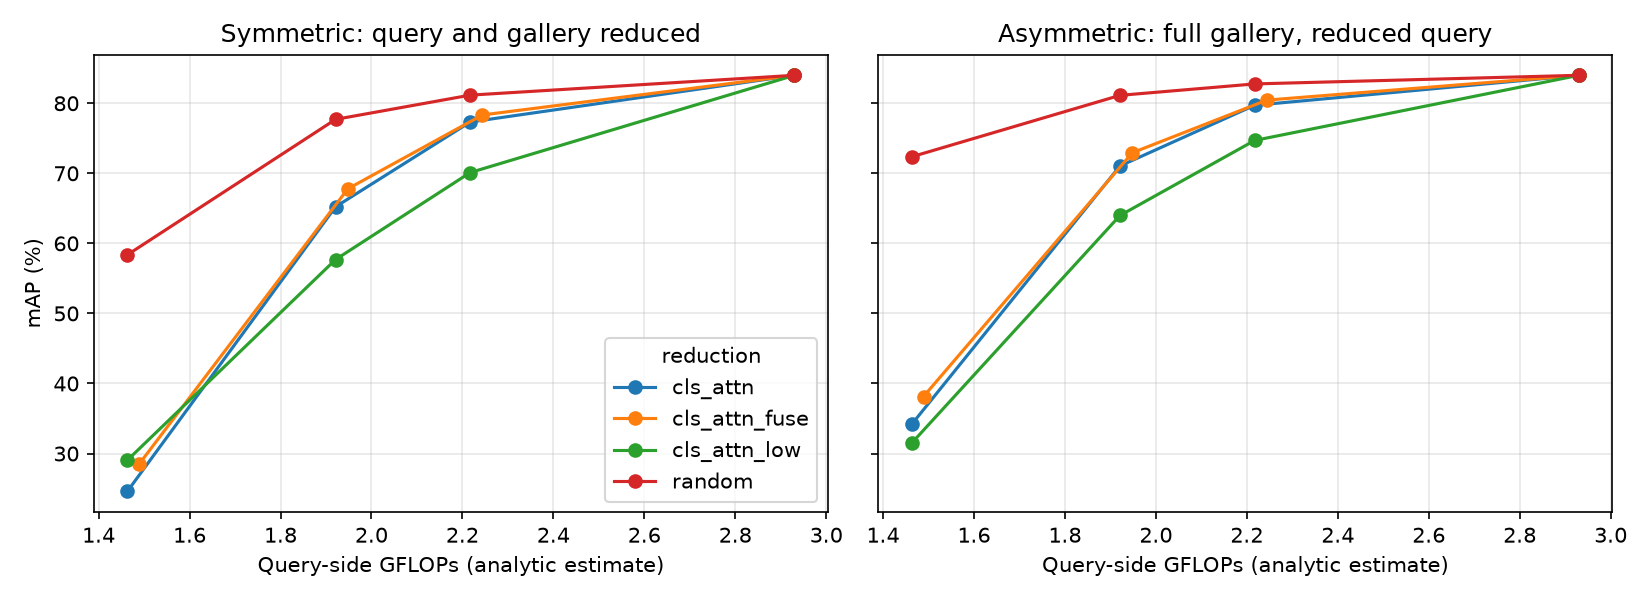 Symmetric: query and gallery reduced
mAP (%)
80
70
60
50
40
30
1.4 1.6 1.8 2.0 2.2 2.4 2.6 2.8 3.0
Query-side GFLOPs (analytic estimate)
reduction
cls_attn
cls_attn_fuse
cls_attn_low
random
Asymmetric: full gallery, reduced query
1.4 1.6 1.8 2.0 2.2 2.4 2.6 2.8 3.0
Query-side GFLOPs (analytic estimate)